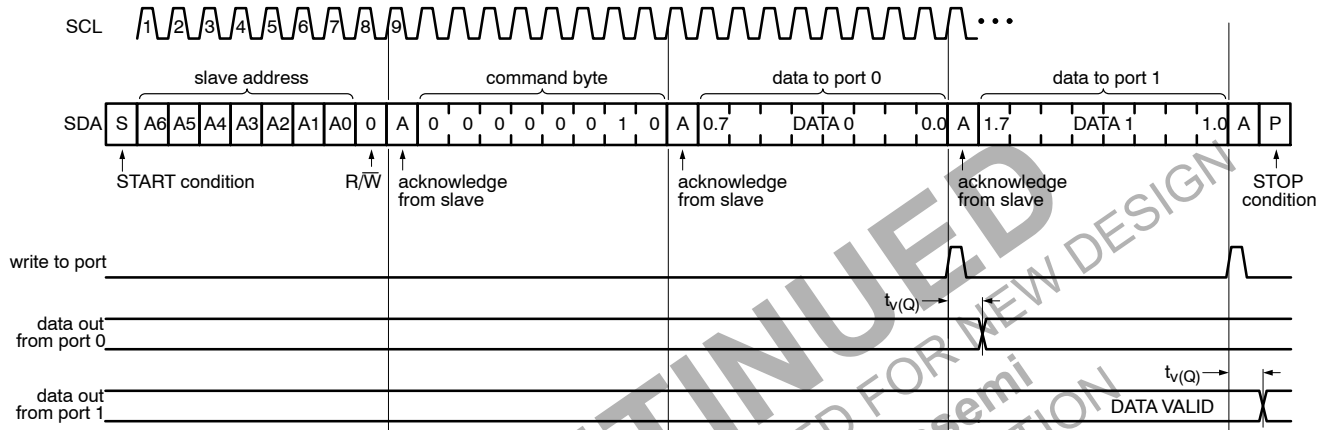 SCL 1 2 3 4 5 6 7 8 9 •••
slave address command byte data to port 0 data to port 1
SDA S A6 A5 A4 A3 A2 A1 A0 0 A 0 0 0 0 0 0 1 0 A 0.7 DATA 0 0.0 A 1.7 DATA 1 1.0 A P
START condition R/W̅ acknowledge from slave acknowledge from slave acknowledge from slave STOP condition
write to port
tv(Q)
data out from port 0
tv(Q)
data out from port 1
DATA VALID
TINUED
FOR NEW DESIGN
semi